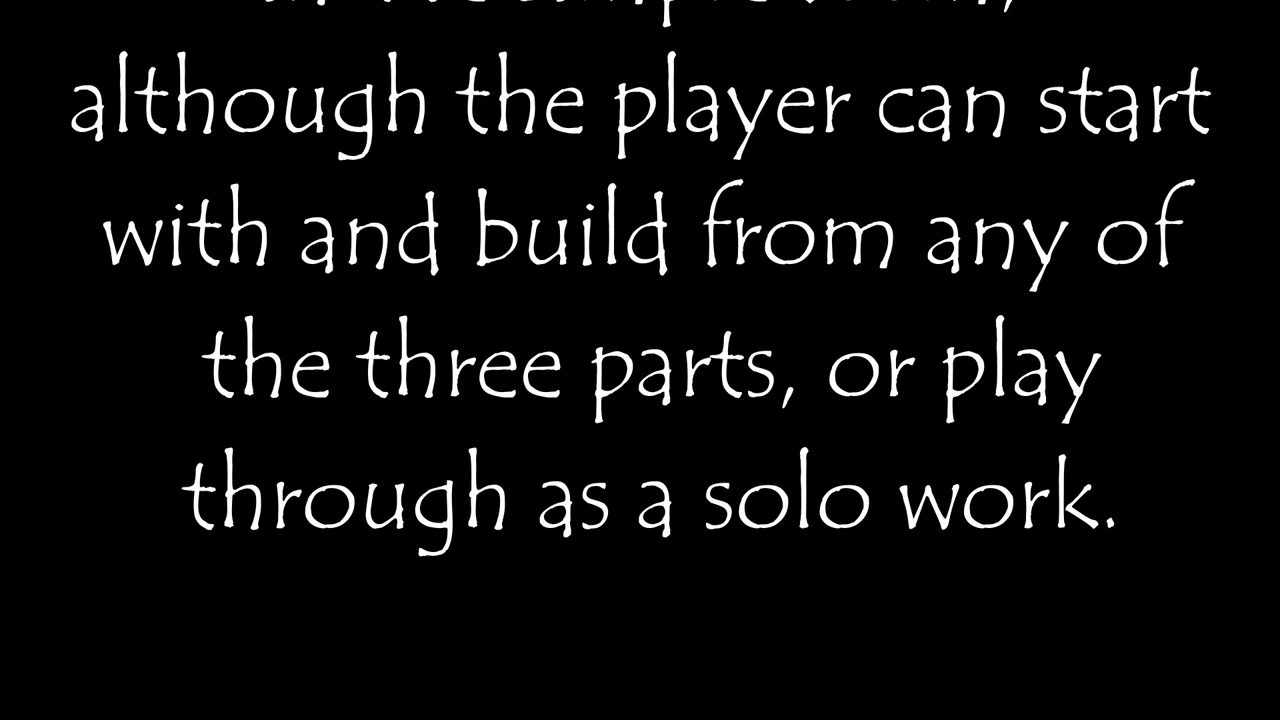 although the player can start
with and build from any of
the three parts, or play
through as a solo work.